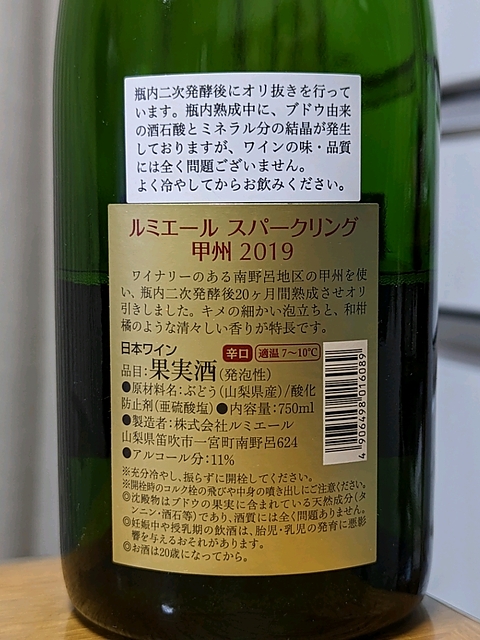 瓶内二次発酵後にオリ抜きを行って
います。瓶内熟成中に、ブドウ由来
の酒石酸とミネラル分の結晶が発生
しておりますが、ワインの味・品質
には全く問題ございません。
よく冷やしてからお飲みください。
ルミエール スパークリング
甲州 2019
ワイナリーのある南野呂地区の甲州を使
い、瓶内二次発酵後20ヶ月間熟成させオリ
引きしました。キメの細かい泡立ちと、和柑
橘のような清々しい香りが特長です。
日本ワイン 辛口 適温 7~10℃
品目:果実酒(発泡性)
●原材料名:ぶどう(山梨県産)/酸化
防止剤(亜硫酸塩)●内容量:750ml
●製造者:株式会社ルミエール
山梨県笛吹市一宮町南野呂624
●アルコール分:11%
4 906498 016089
※充分冷やし、振らずに開栓してください。
※開栓時のコルク栓の飛びや中身の噴き出しにご注意ください。
◎沈殿物はブドウの果実に含まれている天然成分(タ
ンニン・酒石等)であり、酒質には全く問題ありません。
◎妊娠中や授乳期の飲酒は、胎児・乳児の発育に悪影
響を与えるおそれがあります。
◎お酒は20歳になってから。